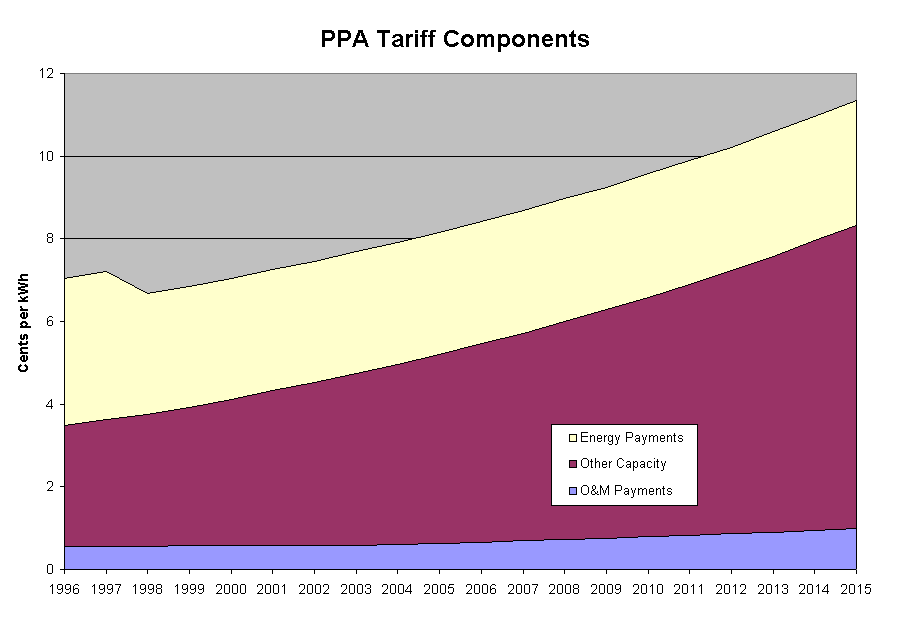 PPA Tariff Components
12
10
8
6
4
2
0
Cents per kWh
Energy Payments
Other Capacity
O&M Payments
1996 1997 1998 1999 2000 2001 2002 2003 2004 2005 2006 2007 2008 2009 2010 2011 2012 2013 2014 2015